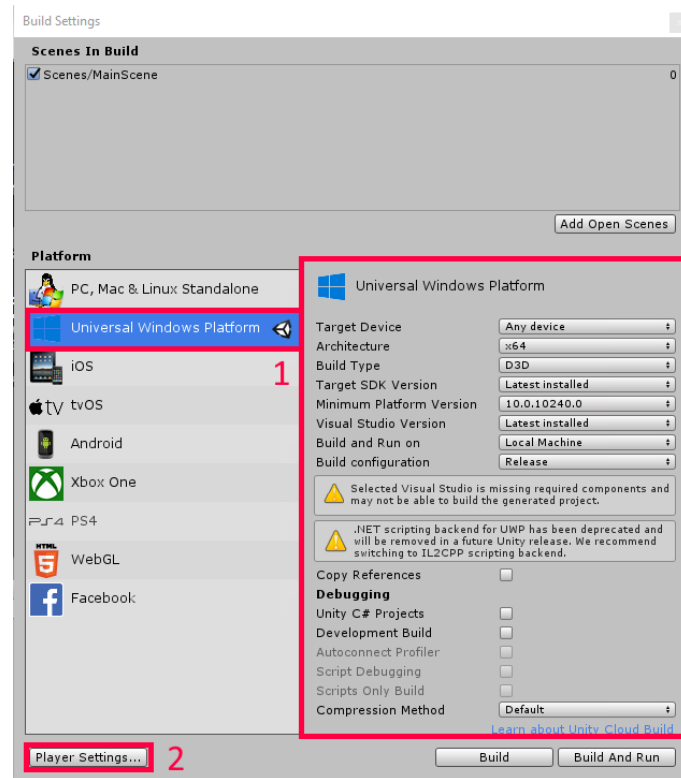 Build Settings
Scenes In Build
Scenes/MainScene 0
Add Open Scenes
Platform
PC, Mac & Linux Standalone
Universal Windows Platform
1
iOS
tv tvOS
Android
Xbox One
PS4 PS4
HTML
5 WebGL
f Facebook
Universal Windows Platform
Target Device Any device
Architecture x64
Build Type D3D
Target SDK Version Latest installed
Minimum Platform Version 10.0.10240.0
Visual Studio Version Latest installed
Build and Run on Local Machine
Build configuration Release
Selected Visual Studio is missing required components and
may not be able to build the generated project.
.NET scripting backend for UWP has been deprecated and
will be removed in a future Unity release. We recommend
switching to IL2CPP scripting backend.
Copy References
Debugging
Unity C# Projects
Development Build
Autoconnect Profiler
Script Debugging
Scripts Only Build
Compression Method Default
Learn about Unity Cloud Build
Player Settings... 2
Build
Build And Run